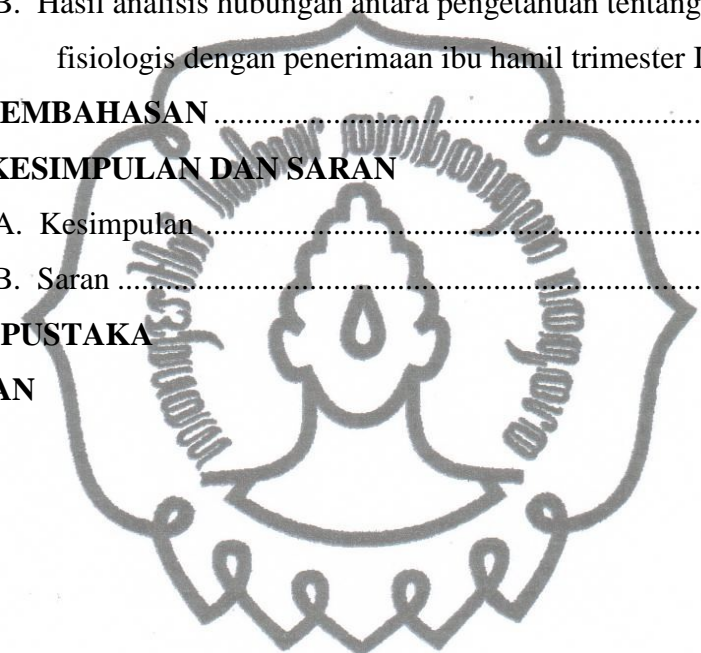 B. Hasil analisis hubungan antara pengetahuan tentang
fisiologis dengan penerimaan ibu hamil trimester I
EMBAHASAN ................................................................
KESIMPULAN DAN SARAN
A. Kesimpulan ................................................................
B. Saran ................................................................
PUSTAKA
AN